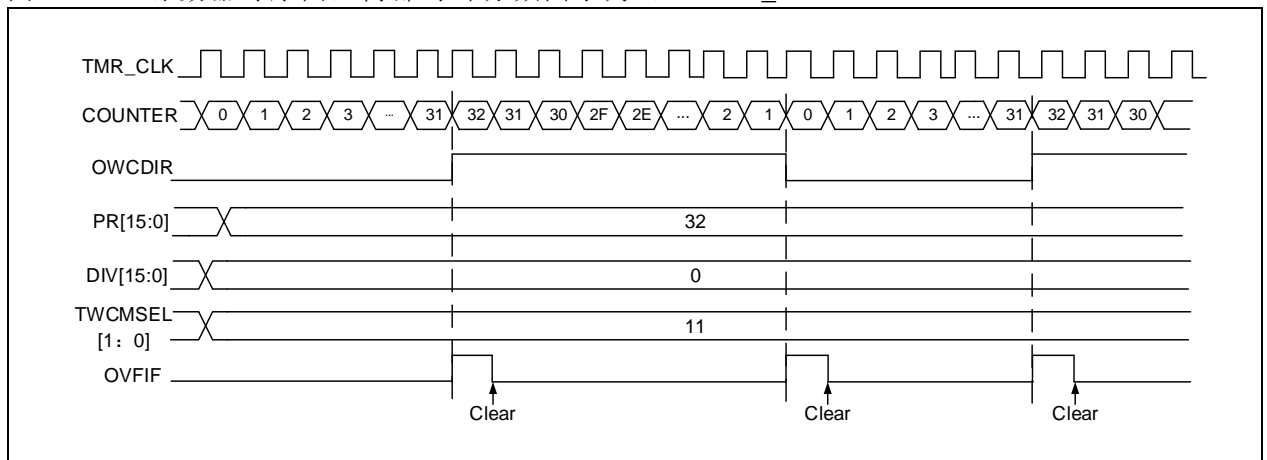 TMR_CLK
COUNTER 0 1 2 3 ... 31 32 31 30 2F 2E ... 2 1 0 1 2 3 ... 31 32 31 30
OWCDIR
PR[15:0] 32
DIV[15:0] 0
TWCMSEL
[1：0] 11
OVFIF
Clear Clear Clear